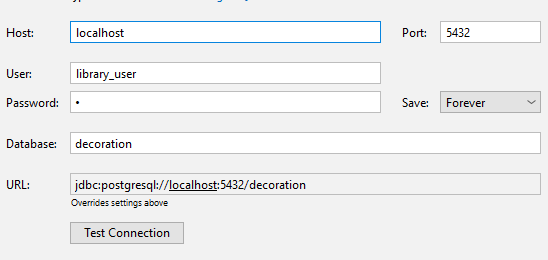 Host: localhost Port: 5432
User: library_user
Password: • Save: Forever
Database: decoration
URL: jdbc:postgresql://localhost:5432/decoration
Overrides settings above
Test Connection